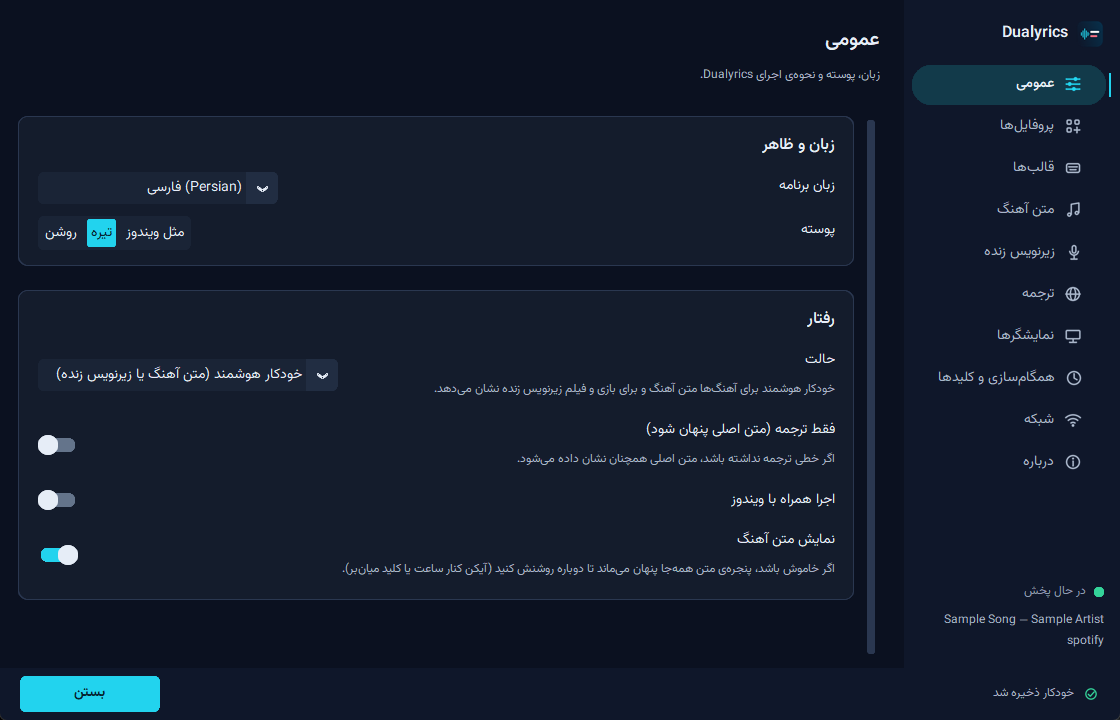 Dualyrics
عمومی
پروفایل‌ها
قالب‌ها
متن آهنگ
زیرنویس زنده
ترجمه
نمایشگرها
همگام‌سازی و کلیدها
شبکه
درباره
در حال پخش
Sample Song — Sample Artist
spotify
خودکار ذخیره شد
عمومی
زبان، پوسته و نحوه‌ی اجرای Dualyrics.
زبان و ظاهر
زبان برنامه
فارسی (Persian)
پوسته
مثل ویندوز تیره روشن
رفتار
حالت
خودکار هوشمند (متن آهنگ یا زیرنویس زنده)
خودکار هوشمند برای آهنگ‌ها متن آهنگ و برای بازی و فیلم زیرنویس زنده نشان می‌دهد.
فقط ترجمه (متن اصلی پنهان شود)
اگر خطی ترجمه نداشته باشد، متن اصلی همچنان نشان داده می‌شود.
اجرا همراه با ویندوز
نمایش متن آهنگ
اگر خاموش باشد، پنجره‌ی متن همه‌جا پنهان می‌ماند تا دوباره روشنش کنید (آیکن کنار ساعت یا کلید میان‌بر).
بستن